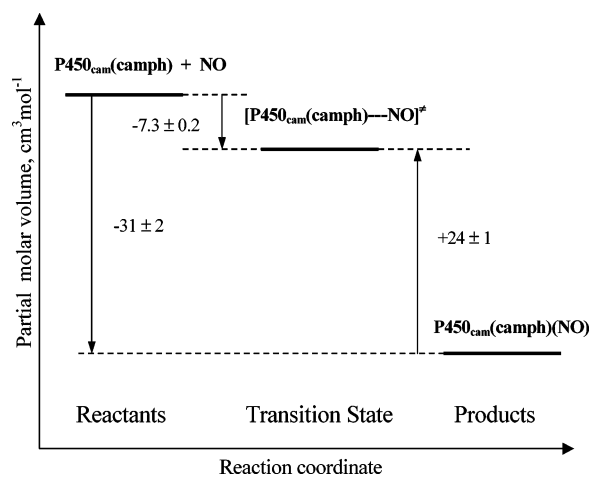 P450cam(camph) + NO
-7.3 ± 0.2
[P450cam(camph)---NO]≠
-31 ± 2
+24 ± 1
P450cam(camph)(NO)
Reactants
Transition State
Products
Reaction coordinate
Partial molar volume, cm³mol⁻¹